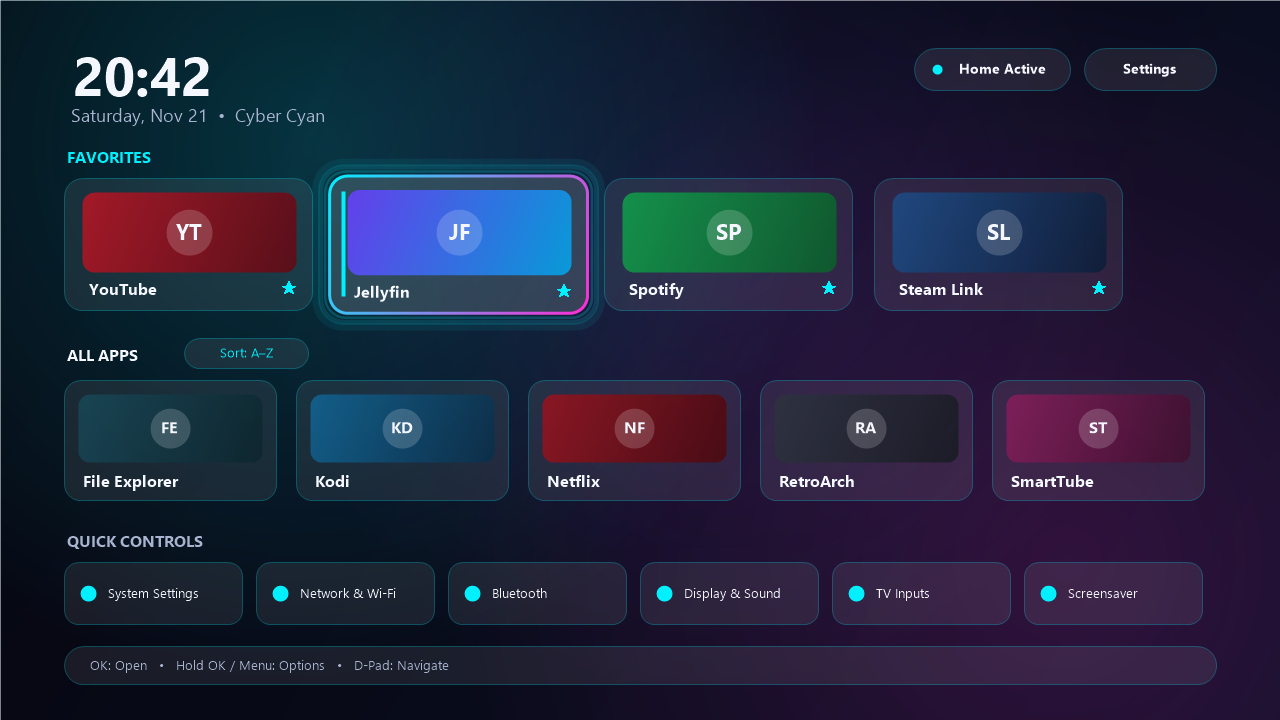 20:42
Saturday, Nov 21 • Cyber Cyan
Home Active
Settings
FAVORITES
YT
JF
SP
SL
YouTube
Jellyfin
Spotify
Steam Link
ALL APPS
Sort: A–Z
FE
KD
NF
RA
ST
File Explorer
Kodi
Netflix
RetroArch
SmartTube
QUICK CONTROLS
System Settings
Network & Wi-Fi
Bluetooth
Display & Sound
TV Inputs
Screensaver
OK: Open • Hold OK / Menu: Options • D-Pad: Navigate